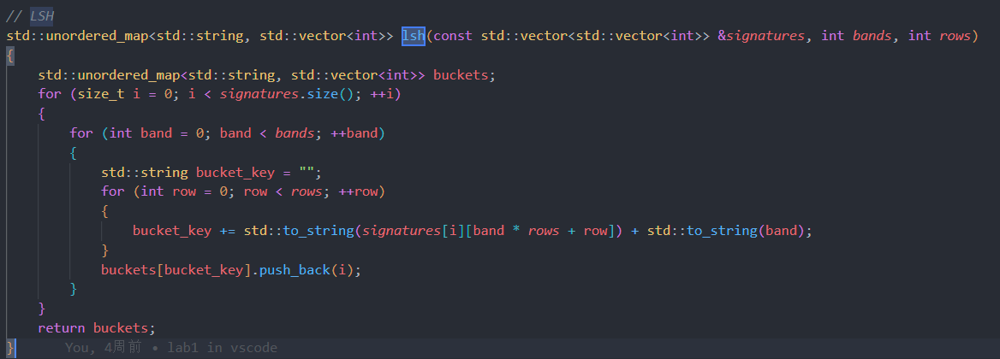 // LSH
std::unordered_map<std::string, std::vector<int>> lsh(const std::vector<std::vector<int>> &signatures, int bands, int rows)
{
    std::unordered_map<std::string, std::vector<int>> buckets;
    for (size_t i = 0; i < signatures.size(); ++i)
    {
        for (int band = 0; band < bands; ++band)
        {
            std::string bucket_key = "";
            for (int row = 0; row < rows; ++row)
            {
                bucket_key += std::to_string(signatures[i][band * rows + row]) + std::to_string(band);
            }
            buckets[bucket_key].push_back(i);
        }
    }
    return buckets;
}      You, 4周前 • lab1 in vscode